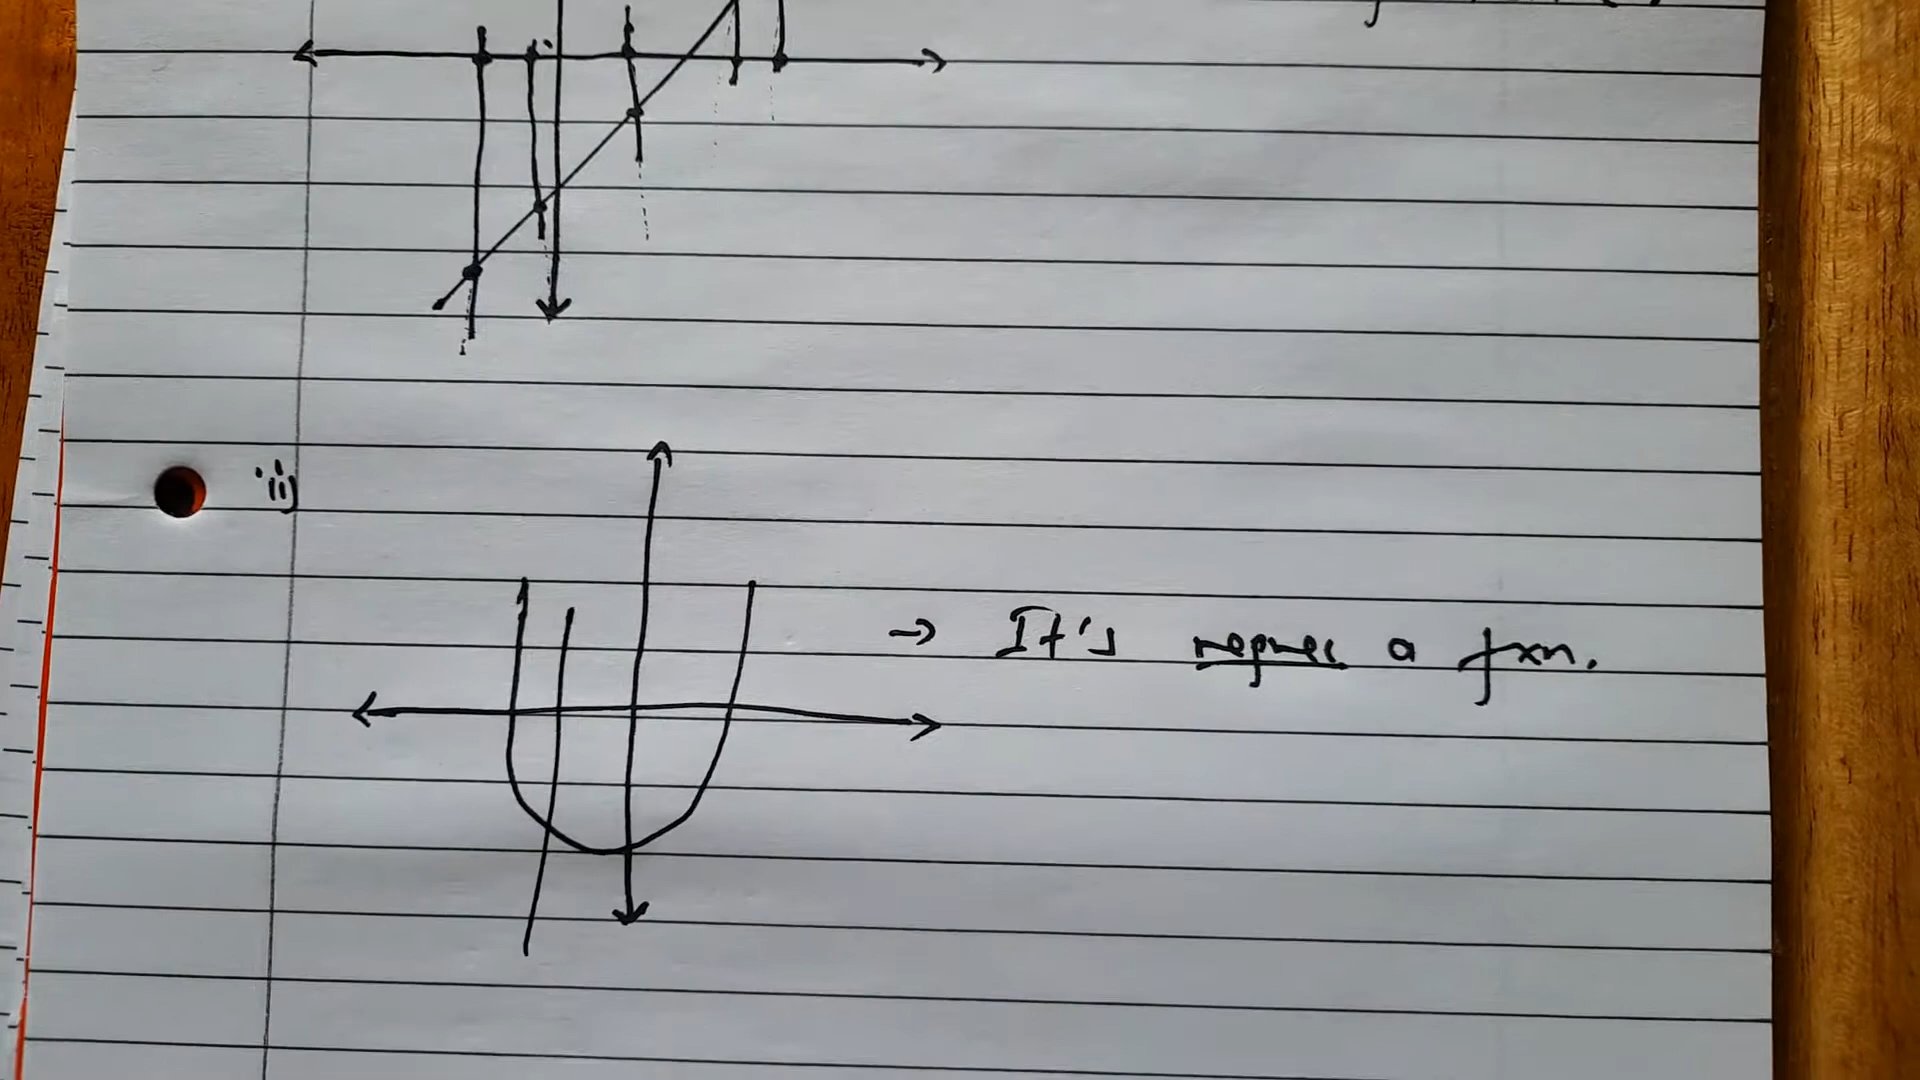 ii)
→ It's repres a fxn.